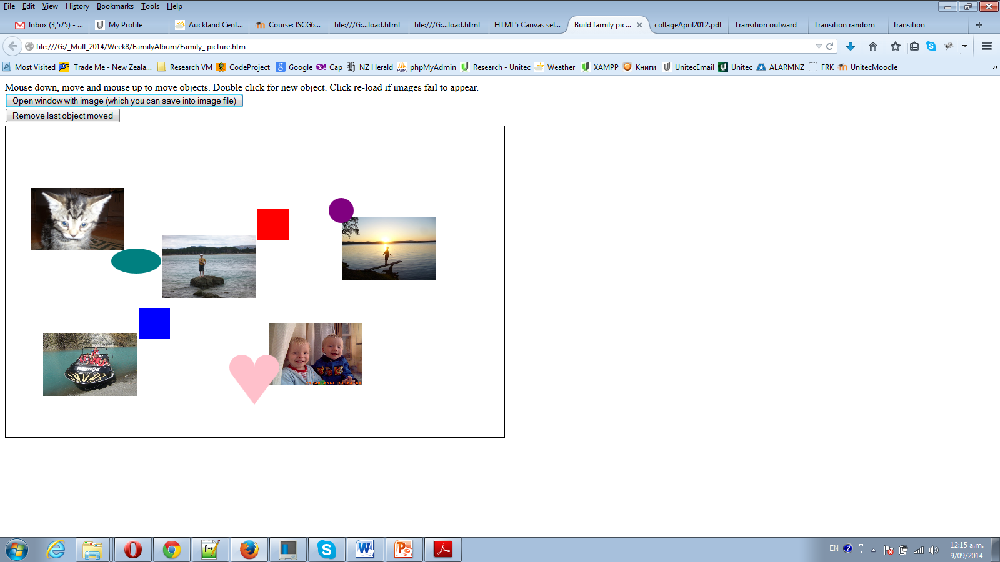 File Edit View History Bookmarks Tools Help
Inbox (3,575) - ... My Profile Auckland Cent... Course: ISCG6... file:///G:...load.html file:///G:...load.html HTML5 Canvas sel... Build family pic... collageApril2012.pdf Transition outward Transition random transition
file:///G:/_Mult_2014/Week8/FamilyAlbum/Family_ picture.htm
Most Visited Trade Me - New Zeala... Research VM CodeProject Google Cap NZ Herald phpMyAdmin Research - Unitec Weather XAMPP Книги UnitecEmail Unitec ALARMNZ FRK UnitecMoodle
Mouse down, move and mouse up to move objects. Double click for new object. Click re-load if images fail to appear.
Open window with image (which you can save into image file)
Remove last object moved
EN 12:15 a.m.
9/09/2014